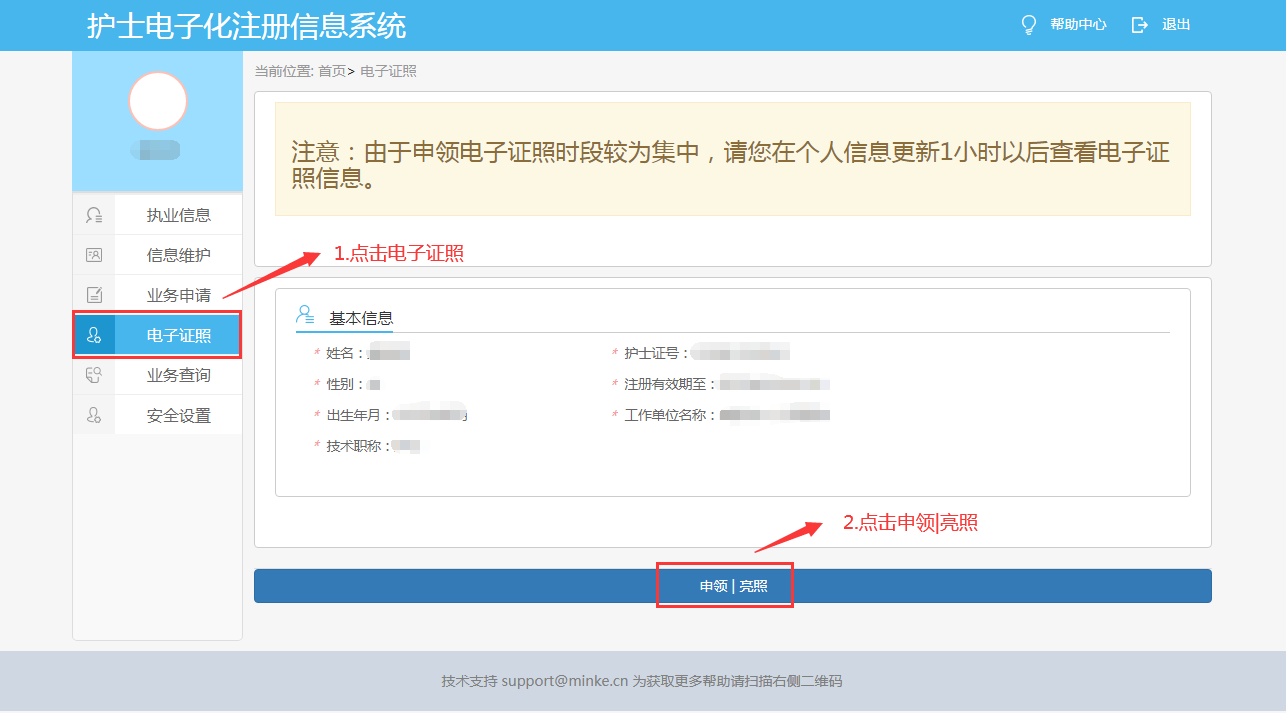 护士电子化注册信息系统
帮助中心
退出
当前位置: 首页> 电子证照
注意：由于申领电子证照时段较为集中，请您在个人信息更新1小时以后查看电子证
照信息。
执业信息
信息维护
业务申请
电子证照
业务查询
安全设置
1.点击电子证照
基本信息
* 姓名：
* 护士证号：
* 性别：
* 注册有效期至：
* 出生年月：
* 工作单位名称：
* 技术职称：
2.点击申领|亮照
申领 | 亮照
技术支持 support@minke.cn 为获取更多帮助请扫描右侧二维码